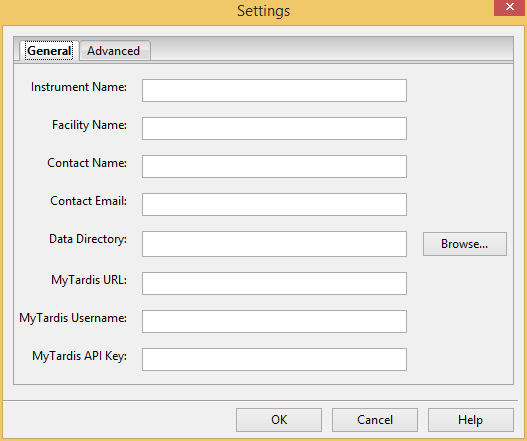 Settings
General Advanced
Instrument Name:
Facility Name:
Contact Name:
Contact Email:
Data Directory: Browse...
MyTardis URL:
MyTardis Username:
MyTardis API Key:
OK Cancel Help